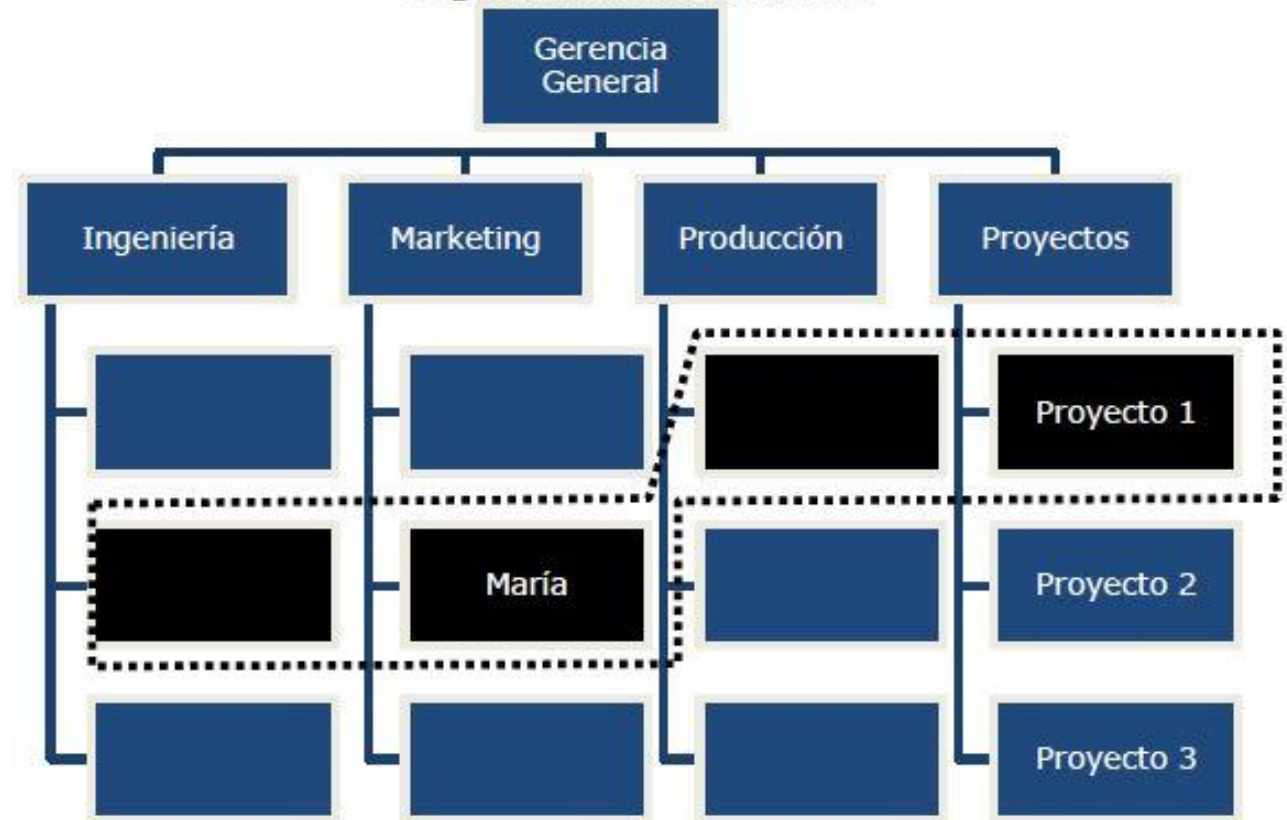 Gerencia
General
Ingeniería
Marketing
Producción
Proyectos
Proyecto 1
María
Proyecto 2
Proyecto 3